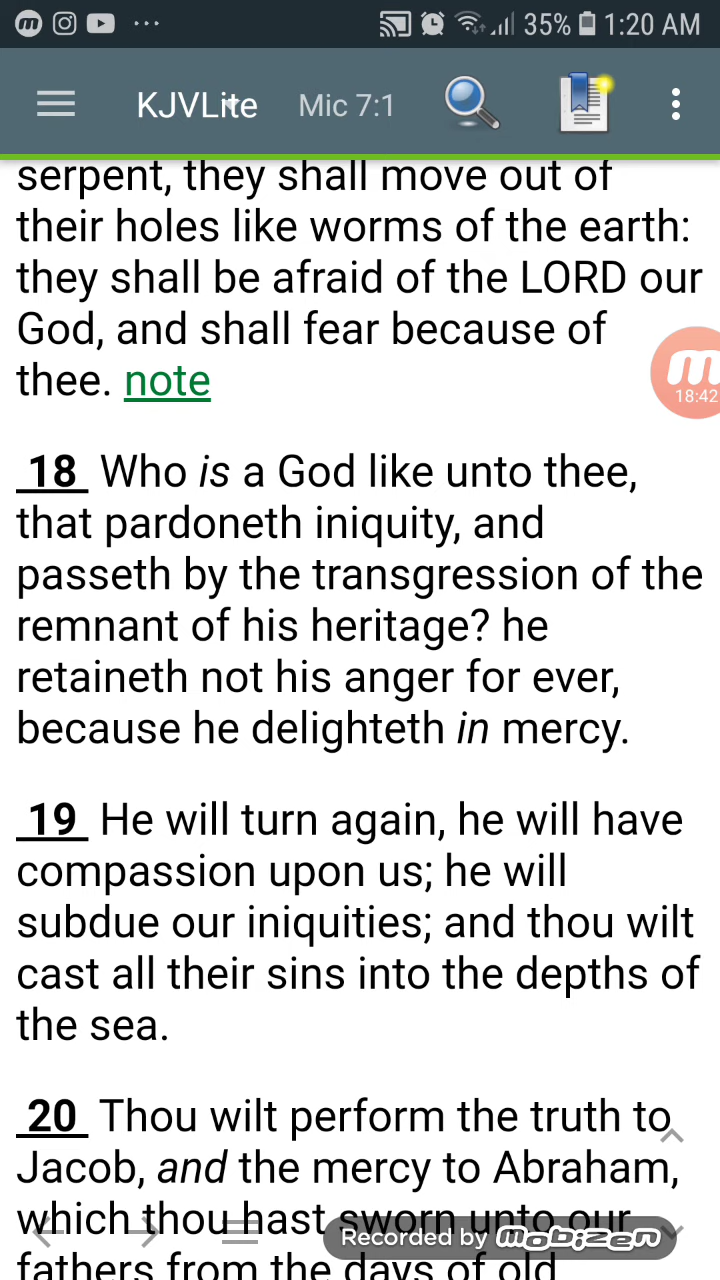 35% 1:20 AM
KJVLite Mic 7:1
serpent, they shall move out of
their holes like worms of the earth:
they shall be afraid of the LORD our
God, and shall fear because of
thee. note
18:42
18 Who is a God like unto thee,
that pardoneth iniquity, and
passeth by the transgression of the
remnant of his heritage? he
retaineth not his anger for ever,
because he delighteth in mercy.
19 He will turn again, he will have
compassion upon us; he will
subdue our iniquities; and thou wilt
cast all their sins into the depths of
the sea.
20 Thou wilt perform the truth to
Jacob, and the mercy to Abraham,
which thou hast sworn unto our
Recorded by mobizen
fathers from the days of old